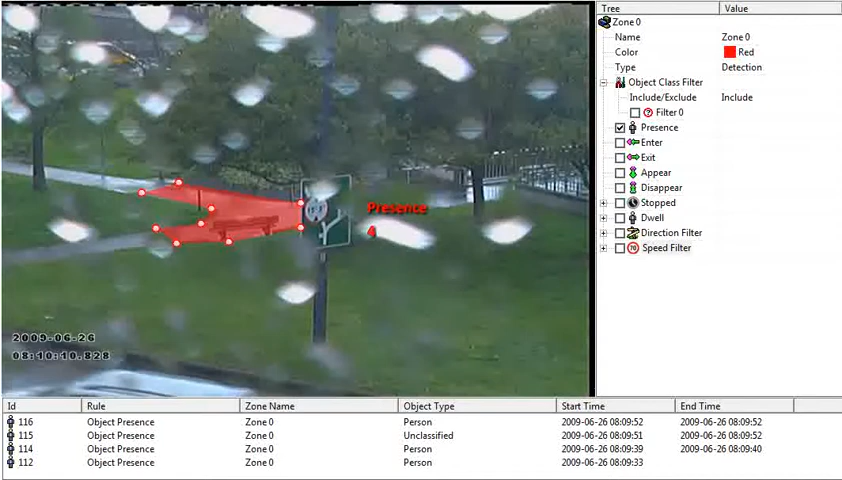 Tree Value
Zone 0
Name Zone 0
Color Red
Type Detection
Object Class Filter
Include/Exclude Include
Filter 0
Presence
Enter
Exit
Appear
Disappear
Stopped
Dwell
Direction Filter
70 Speed Filter
Presence
4
2009-06-26
08:10:10.828
Id Rule Zone Name Object Type Start Time End Time
116 Object Presence Zone 0 Person 2009-06-26 08:09:52 2009-06-26 08:09:52
115 Object Presence Zone 0 Unclassified 2009-06-26 08:09:51 2009-06-26 08:09:52
114 Object Presence Zone 0 Person 2009-06-26 08:09:39 2009-06-26 08:09:40
112 Object Presence Zone 0 Person 2009-06-26 08:09:33